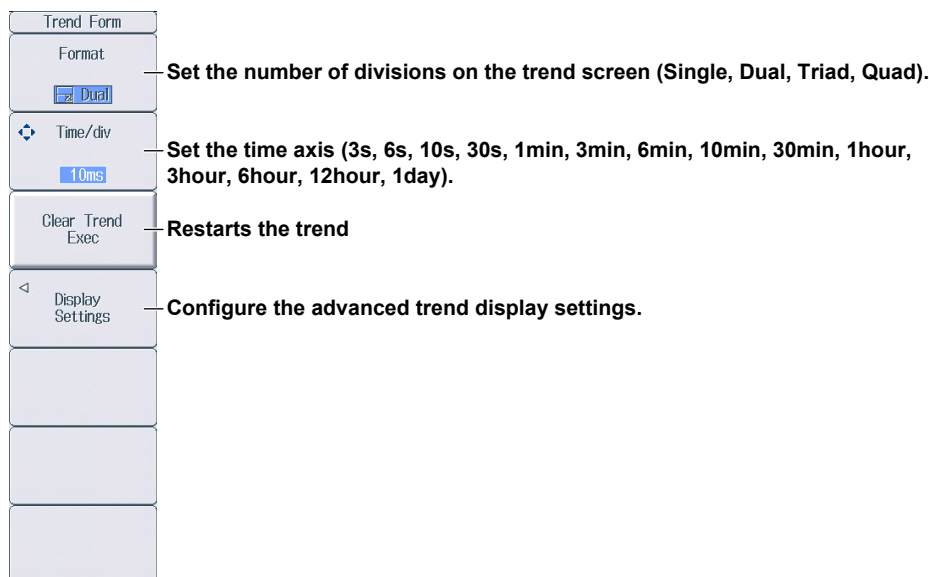 Trend Form
Format
Dual
Set the number of divisions on the trend screen (Single, Dual, Triad, Quad).
Time/div
10ms
Set the time axis (3s, 6s, 10s, 30s, 1min, 3min, 6min, 10min, 30min, 1hour,
3hour, 6hour, 12hour, 1day).
Clear Trend
Exec
Restarts the trend
Display
Settings
Configure the advanced trend display settings.